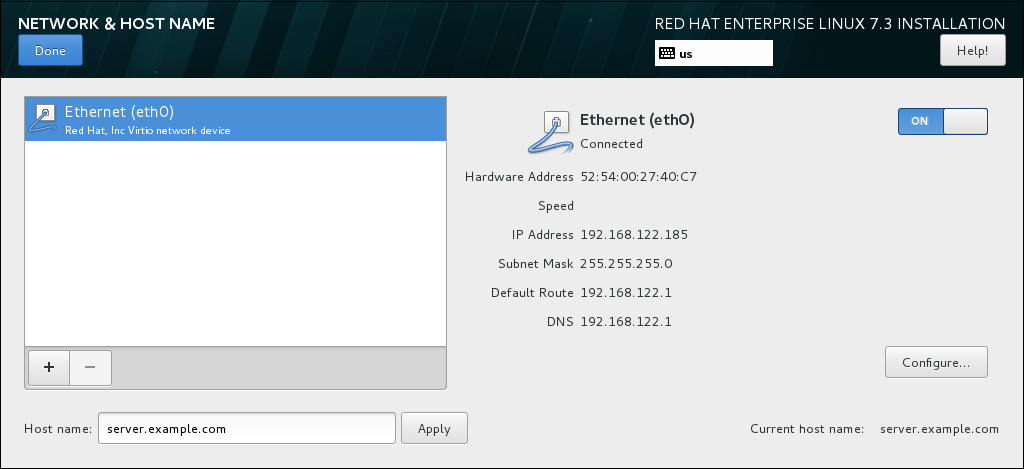 NETWORK & HOST NAME
RED HAT ENTERPRISE LINUX 7.3 INSTALLATION
Done
us
Help!
Ethernet (eth0)
Red Hat, Inc Virtio network device
Ethernet (eth0)
Connected
ON
Hardware Address 52:54:00:27:40:C7
Speed
IP Address 192.168.122.185
Subnet Mask 255.255.255.0
Default Route 192.168.122.1
DNS 192.168.122.1
+ −
Configure...
Host name: server.example.com Apply
Current host name: server.example.com